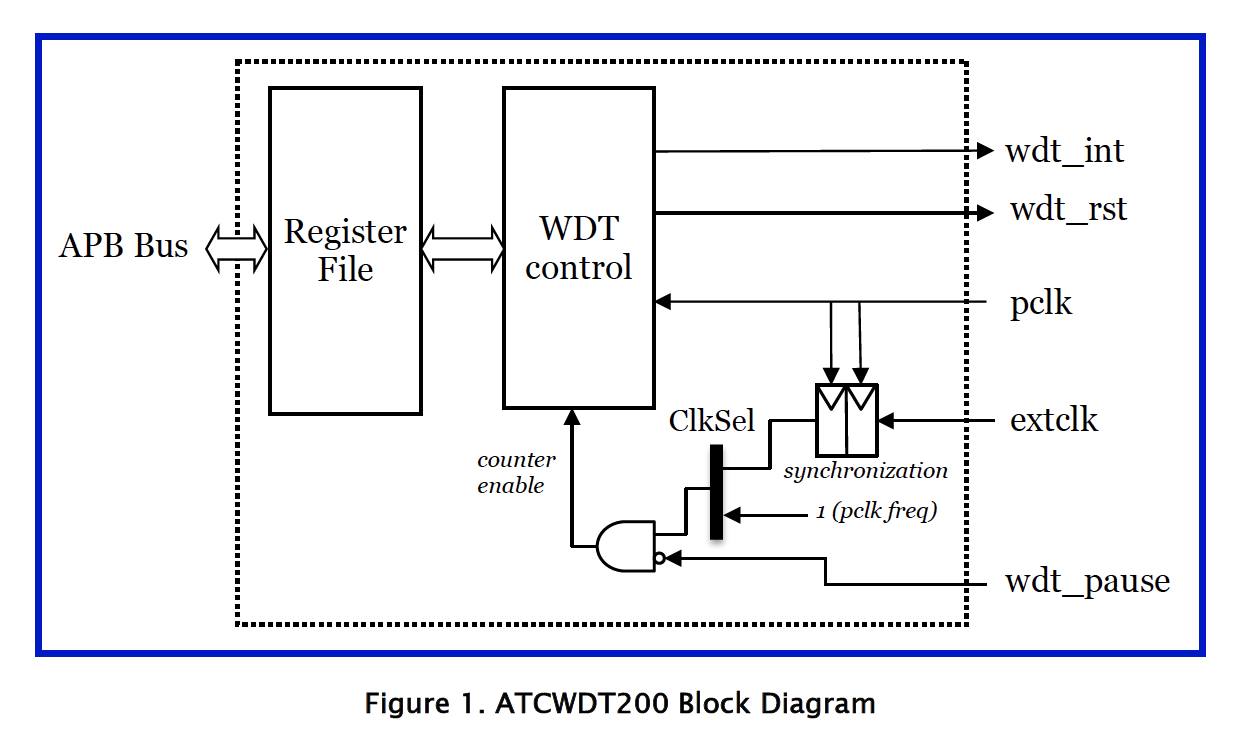 APB Bus
Register
File
WDT
control
wdt_int
wdt_rst
pclk
extclk
ClkSel
synchronization
counter
enable
1 (pclk freq)
wdt_pause
Figure 1. ATCWDT200 Block Diagram